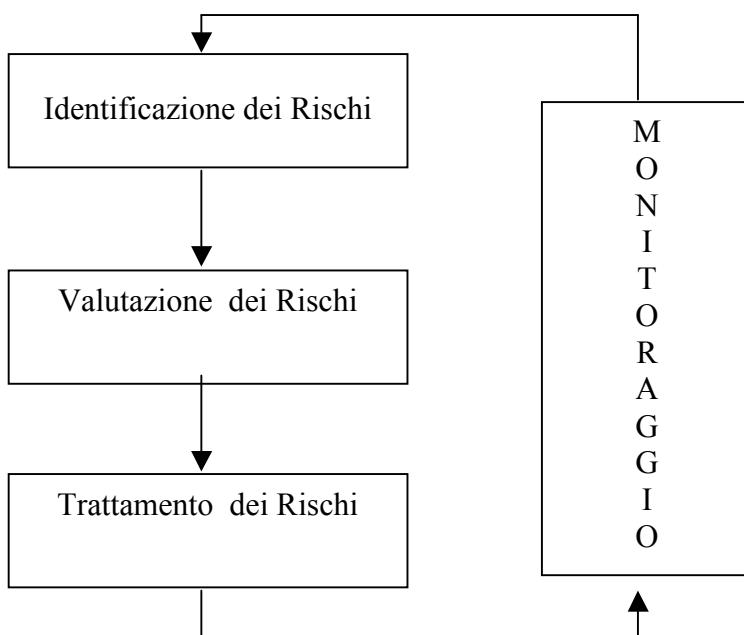 Identificazione dei Rischi
Valutazione dei Rischi
Trattamento dei Rischi
M
O
N
I
T
O
R
A
G
G
I
O